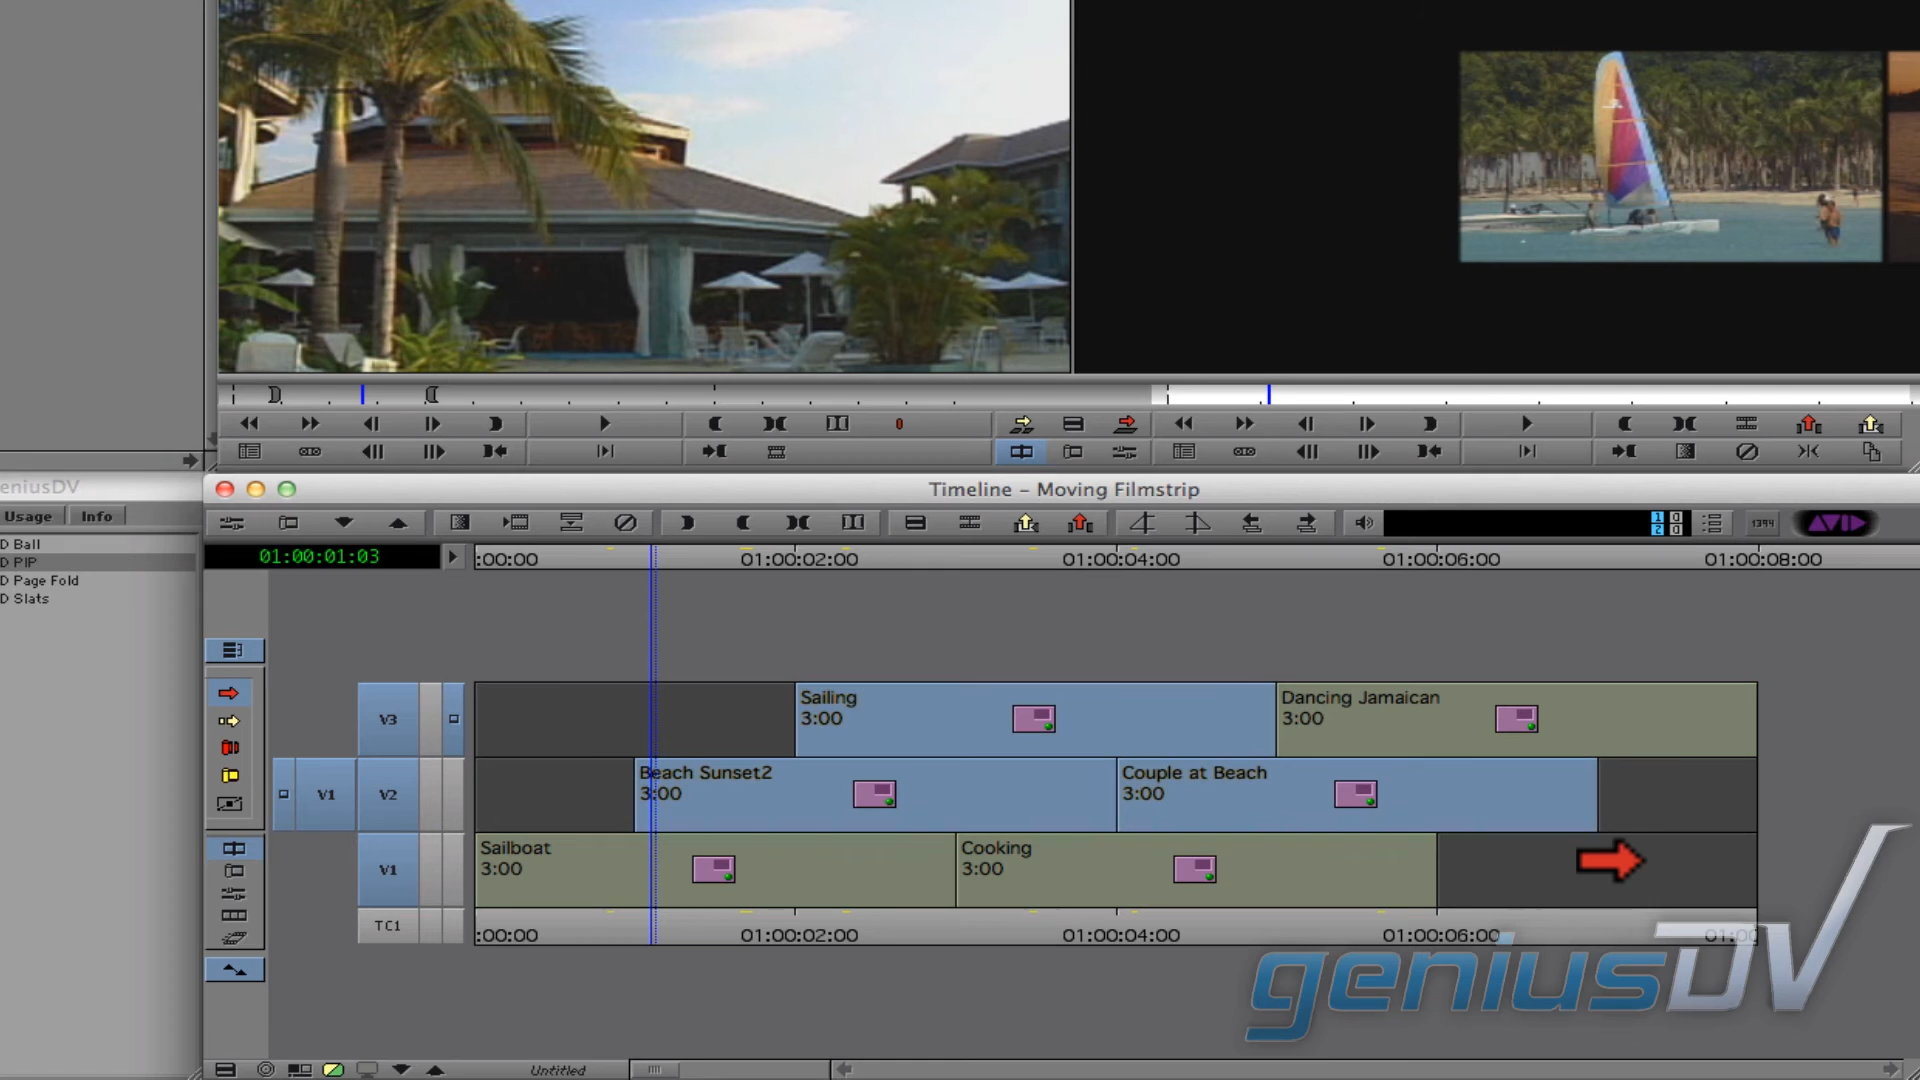 Timeline - Moving Filmstrip
eniusDV
Usage Info
D Ball
D PIP
D Page Fold
D Slats
1394
AVID
01:00:01:03
:00:00 01:00:02:00 01:00:04:00 01:00:06:00 01:00:08:00
V3
Sailing
3:00
Dancing Jamaican
3:00
V1 V2
Beach Sunset2
3:00
Couple at Beach
3:00
V1
Sailboat
3:00
Cooking
3:00
TC1
:00:00 01:00:02:00 01:00:04:00 01:00:06:00 01:00
geniusDV
Untitled